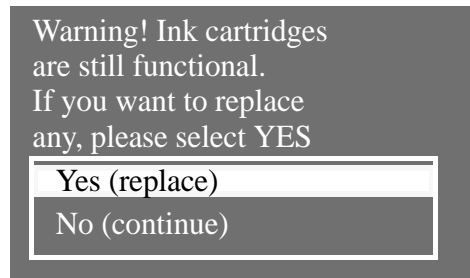 Warning! Ink cartridges
are still functional.
If you want to replace
any, please select YES
Yes (replace)
No (continue)